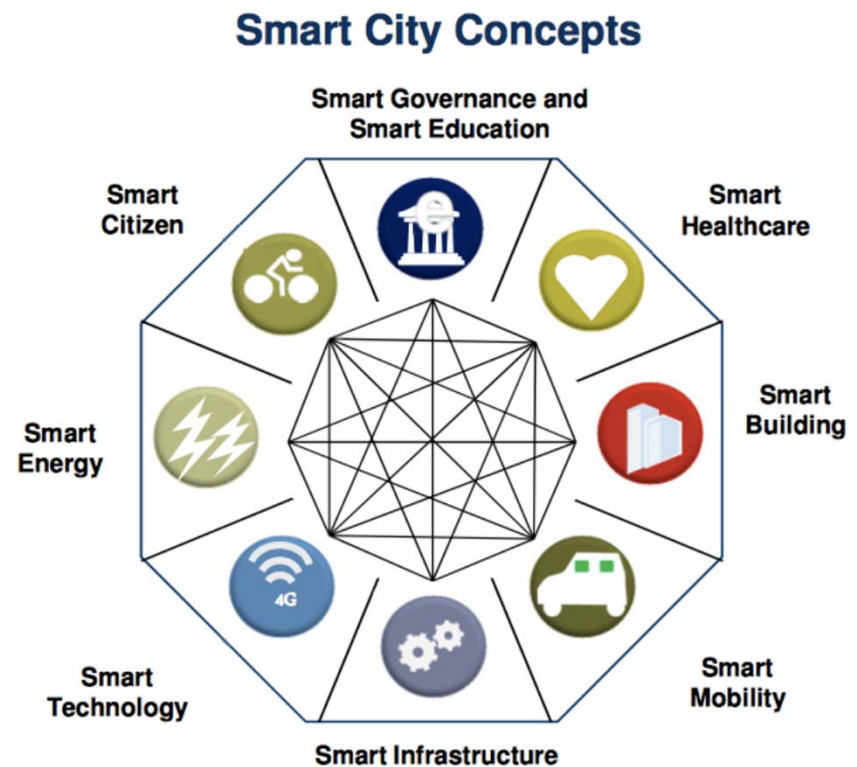 Smart City Concepts
Smart Governance and
Smart Education
Smart
Citizen
Smart
Healthcare
e
Smart
Building
Smart
Energy
4G
Smart
Technology
Smart
Mobility
Smart Infrastructure